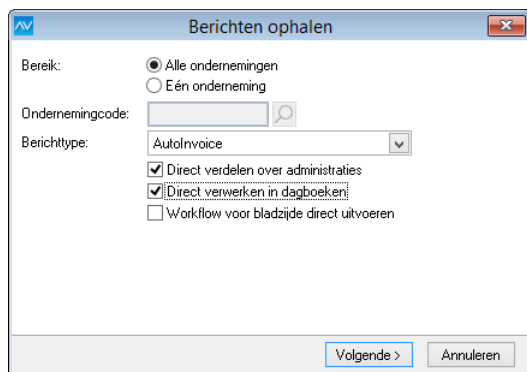 Berichten ophalen
Bereik:
Alle ondernemingen
Eén onderneming
Ondernemingcode:
Berichttype:
AutoInvoice
Direct verdelen over administraties
Direct verwerken in dagboeken
Workflow voor bladzijde direct uitvoeren
Volgende >
Annuleren